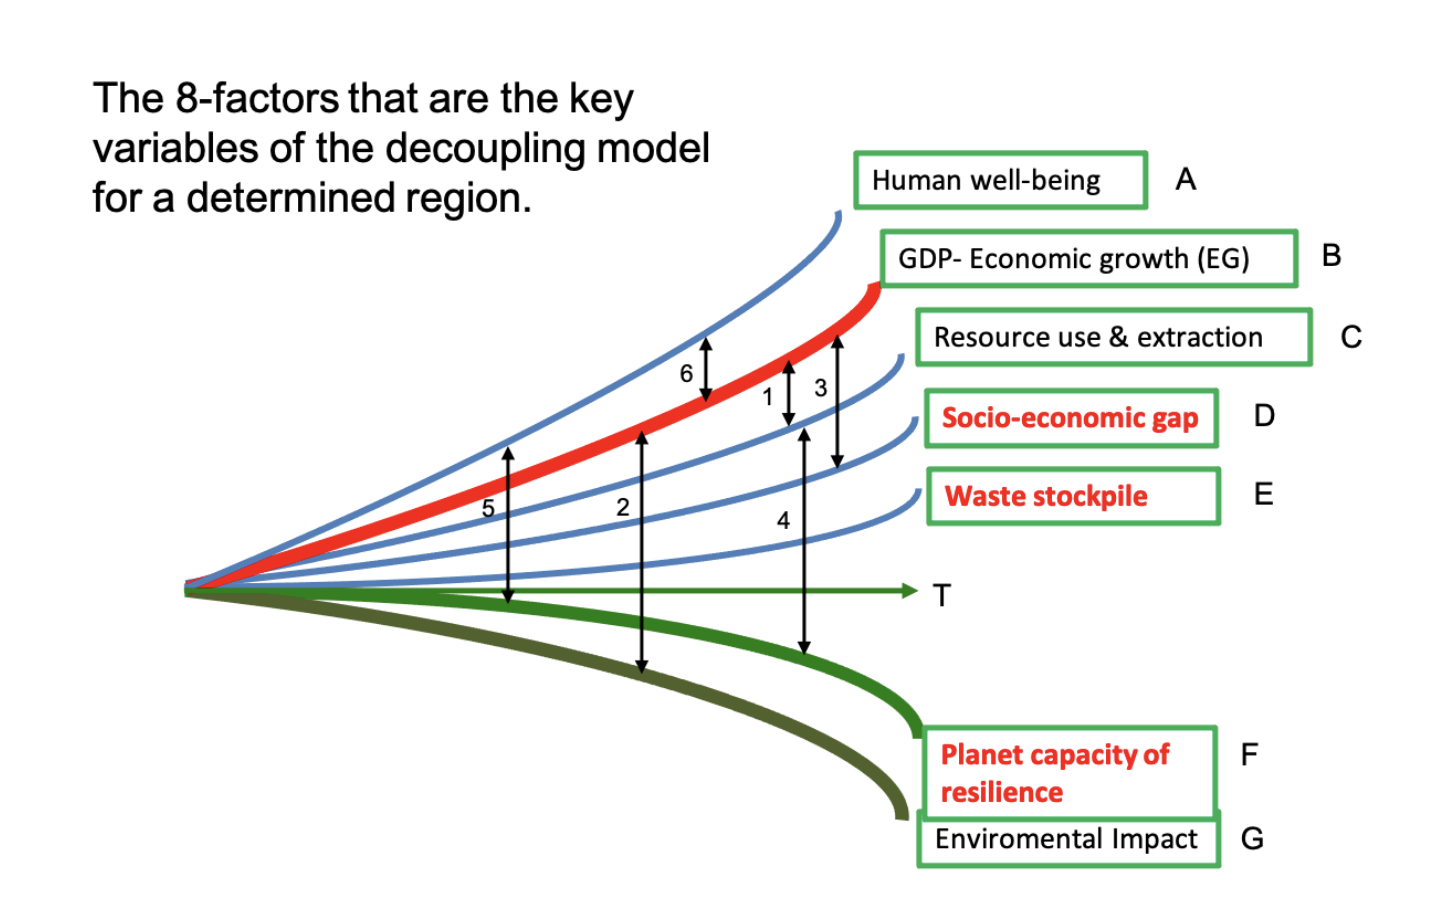 The 8-factors that are the key
variables of the decoupling model
for a determined region.
Human well-being A
GDP- Economic growth (EG) B
Resource use & extraction C
Socio-economic gap D
Waste stockpile E
6
1
3
5
2
4
T
Planet capacity of
resilience F
Enviromental Impact G